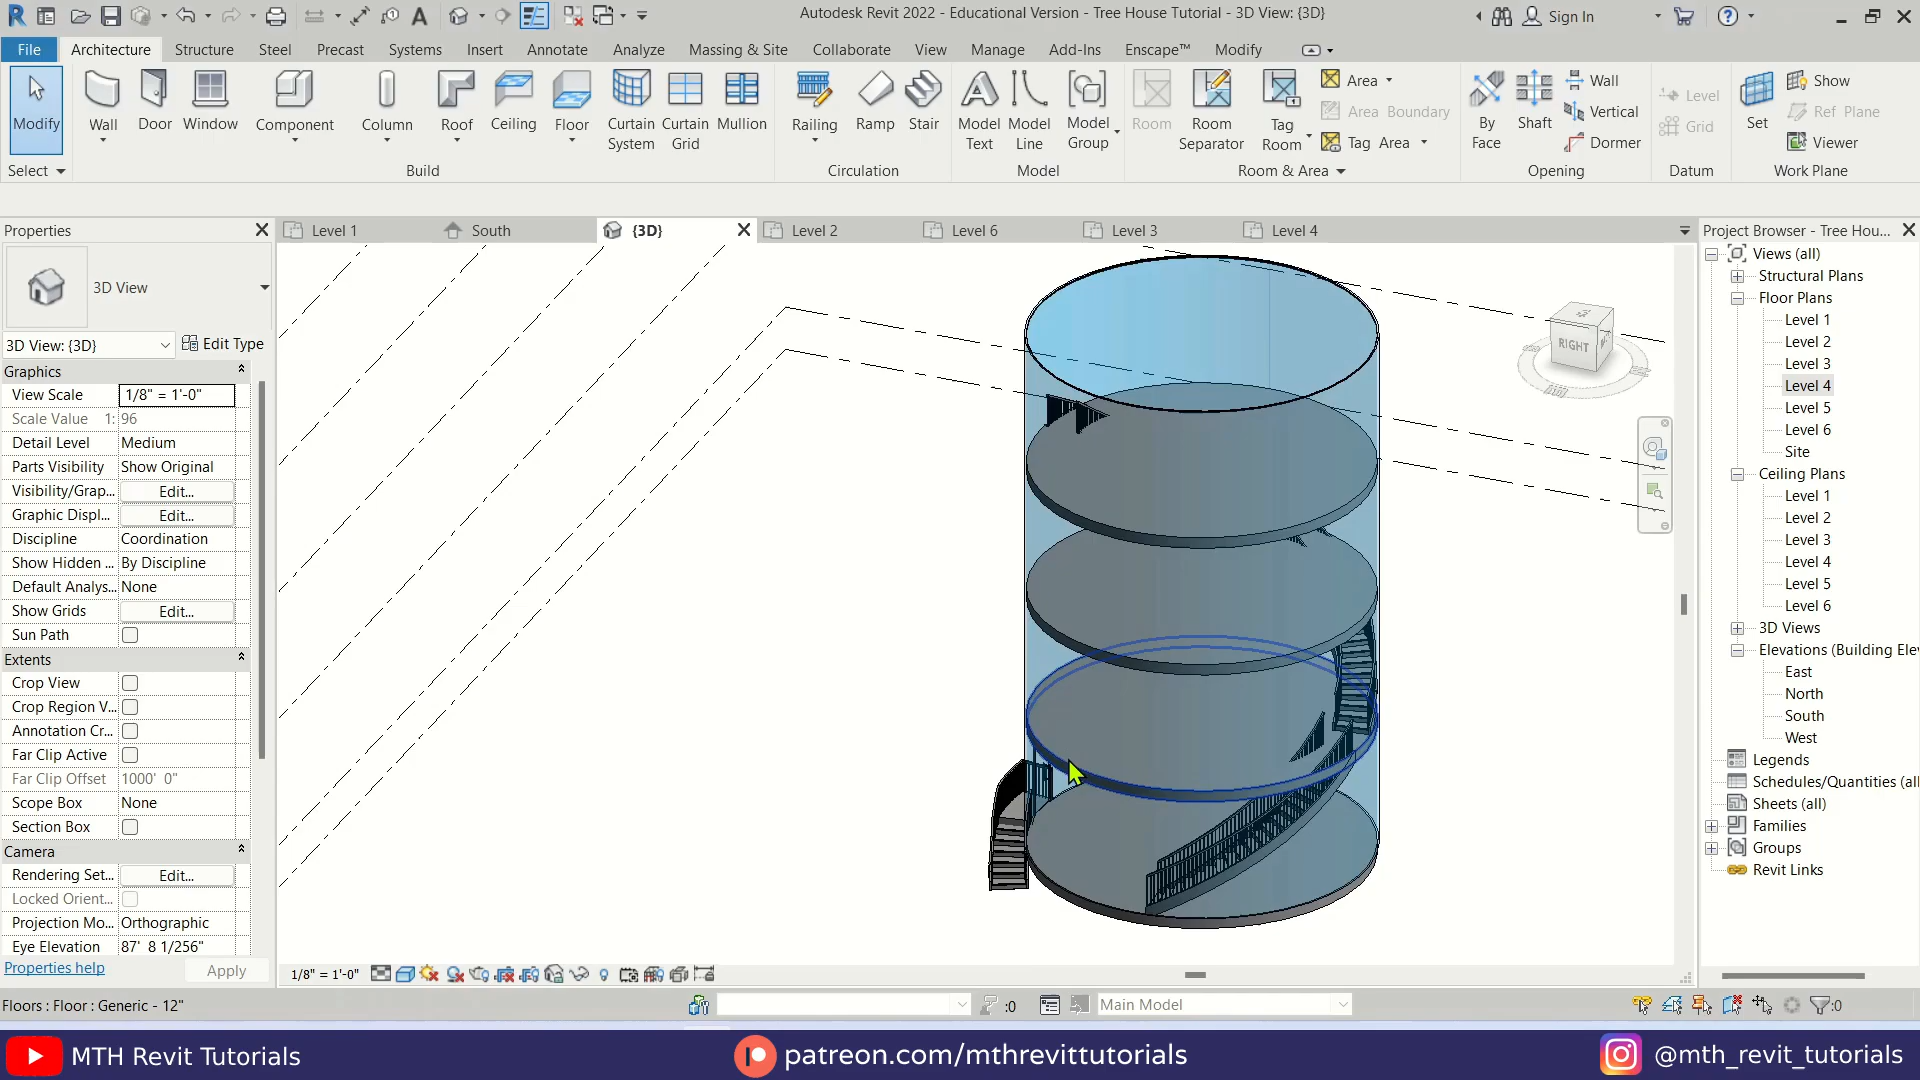 Autodesk Revit 2022 - Educational Version - Tree House Tutorial - 3D View: {3D}
Sign In
File Architecture Structure Steel Precast Systems Insert Annotate Analyze Massing & Site Collaborate View Manage Add-Ins Enscape™ Modify
Modify
Wall
Door
Window
Component
Column
Roof
Ceiling
Floor
Curtain System
Curtain Grid
Mullion
Railing
Ramp
Stair
Model Text
Model Line
Model Group
Room
Room Separator
Tag Room
Area
Area Boundary
Tag Area
By Face
Shaft
Wall
Vertical
Dormer
Level
Grid
Set
Show
Ref Plane
Viewer
Select Build Circulation Model Room & Area Opening Datum Work Plane
Properties
Level 1 South {3D} Level 2 Level 6 Level 3 Level 4
Project Browser - Tree Hou...
3D View
3D View: {3D} Edit Type
Graphics
View Scale 1/8" = 1'-0"
Scale Value 1: 96
Detail Level Medium
Parts Visibility Show Original
Visibility/Grap... Edit...
Graphic Displ... Edit...
Discipline Coordination
Show Hidden ... By Discipline
Default Analys... None
Show Grids Edit...
Sun Path
Extents
Crop View
Crop Region V...
Annotation Cr...
Far Clip Active
Far Clip Offset 1000' 0"
Scope Box None
Section Box
Camera
Rendering Set... Edit...
Locked Orient...
Projection Mo... Orthographic
Eye Elevation 87' 8 1/256"
Properties help Apply
RIGHT
Views (all)
Structural Plans
Floor Plans
Level 1
Level 2
Level 3
Level 4
Level 5
Level 6
Site
Ceiling Plans
Level 1
Level 2
Level 3
Level 4
Level 5
Level 6
3D Views
Elevations (Building Ele
East
North
South
West
Legends
Schedules/Quantities (all
Sheets (all)
Families
Groups
Revit Links
1/8" = 1'-0"
Floors : Floor : Generic - 12"
:0
Main Model
:0
MTH Revit Tutorials
patreon.com/mthrevittutorials
@mth_revit_tutorials